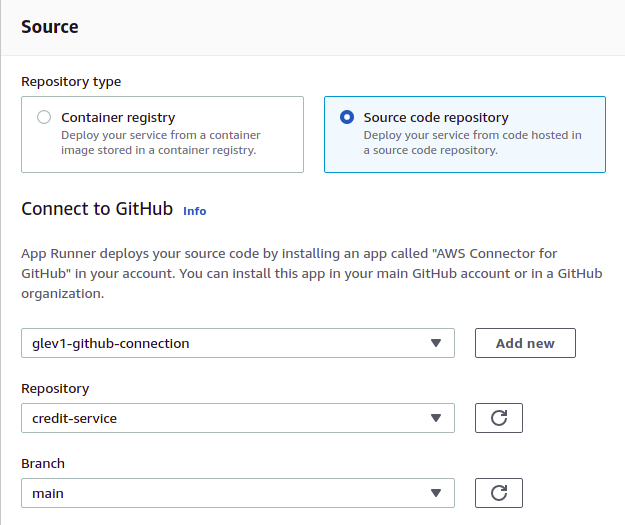 Source
Repository type
Container registry
Deploy your service from a container
image stored in a container registry.
Source code repository
Deploy your service from code hosted in
a source code repository.
Connect to GitHub Info
App Runner deploys your source code by installing an app called "AWS Connector for
GitHub" in your account. You can install this app in your main GitHub account or in a GitHub
organization.
glev1-github-connection
Add new
Repository
credit-service
Branch
main